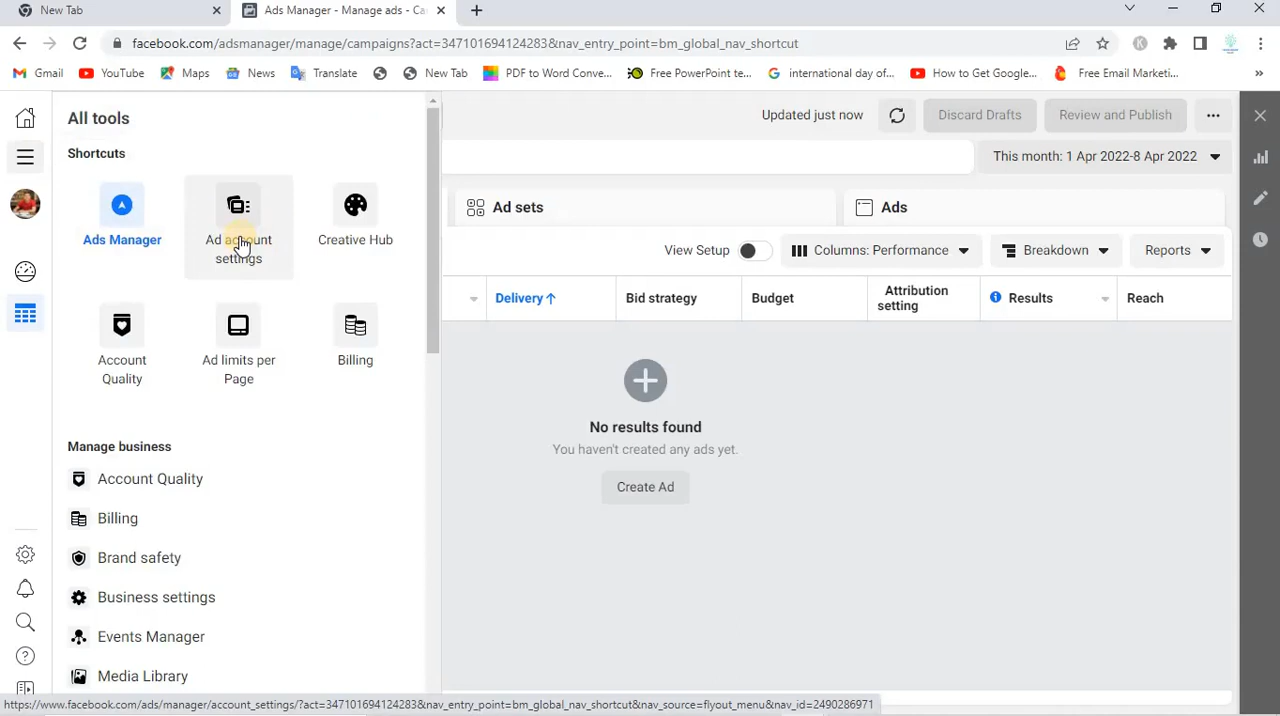 New Tab
Ads Manager - Manage ads - Ca
facebook.com/adsmanager/manage/campaigns?act=347101694124283&nav_entry_point=bm_global_nav_shortcut
Gmail
YouTube
Maps
News
Translate
New Tab
PDF to Word Conve...
Free PowerPoint te...
international day of...
How to Get Google...
Free Email Marketi...
»
All tools
Shortcuts
Ads Manager
Ad account
settings
Creative Hub
Account
Quality
Ad limits per
Page
Billing
Manage business
Account Quality
Billing
Brand safety
Business settings
Events Manager
Media Library
Updated just now
Discard Drafts
Review and Publish
This month: 1 Apr 2022-8 Apr 2022
Ad sets
Ads
View Setup
Columns: Performance
Breakdown
Reports
Delivery ↑
Bid strategy
Budget
Attribution
setting
Results
Reach
No results found
You haven't created any ads yet.
Create Ad
https://www.facebook.com/ads/manager/account_settings/?act=347101694124283&nav_entry_point=bm_global_nav_shortcut&nav_source=flyout_menu&nav_id=2490286971